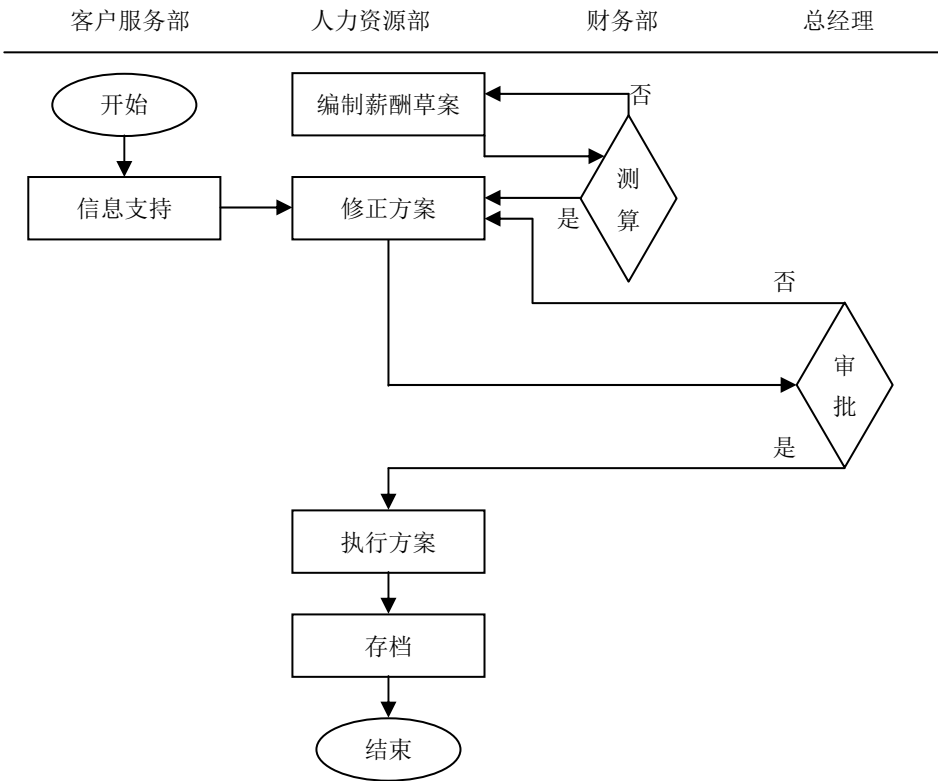 客户服务部 人力资源部 财务部 总经理
开始
编制薪酬草案
否
测
算
信息支持
修正方案
是
否
审
批
是
执行方案
存档
结束